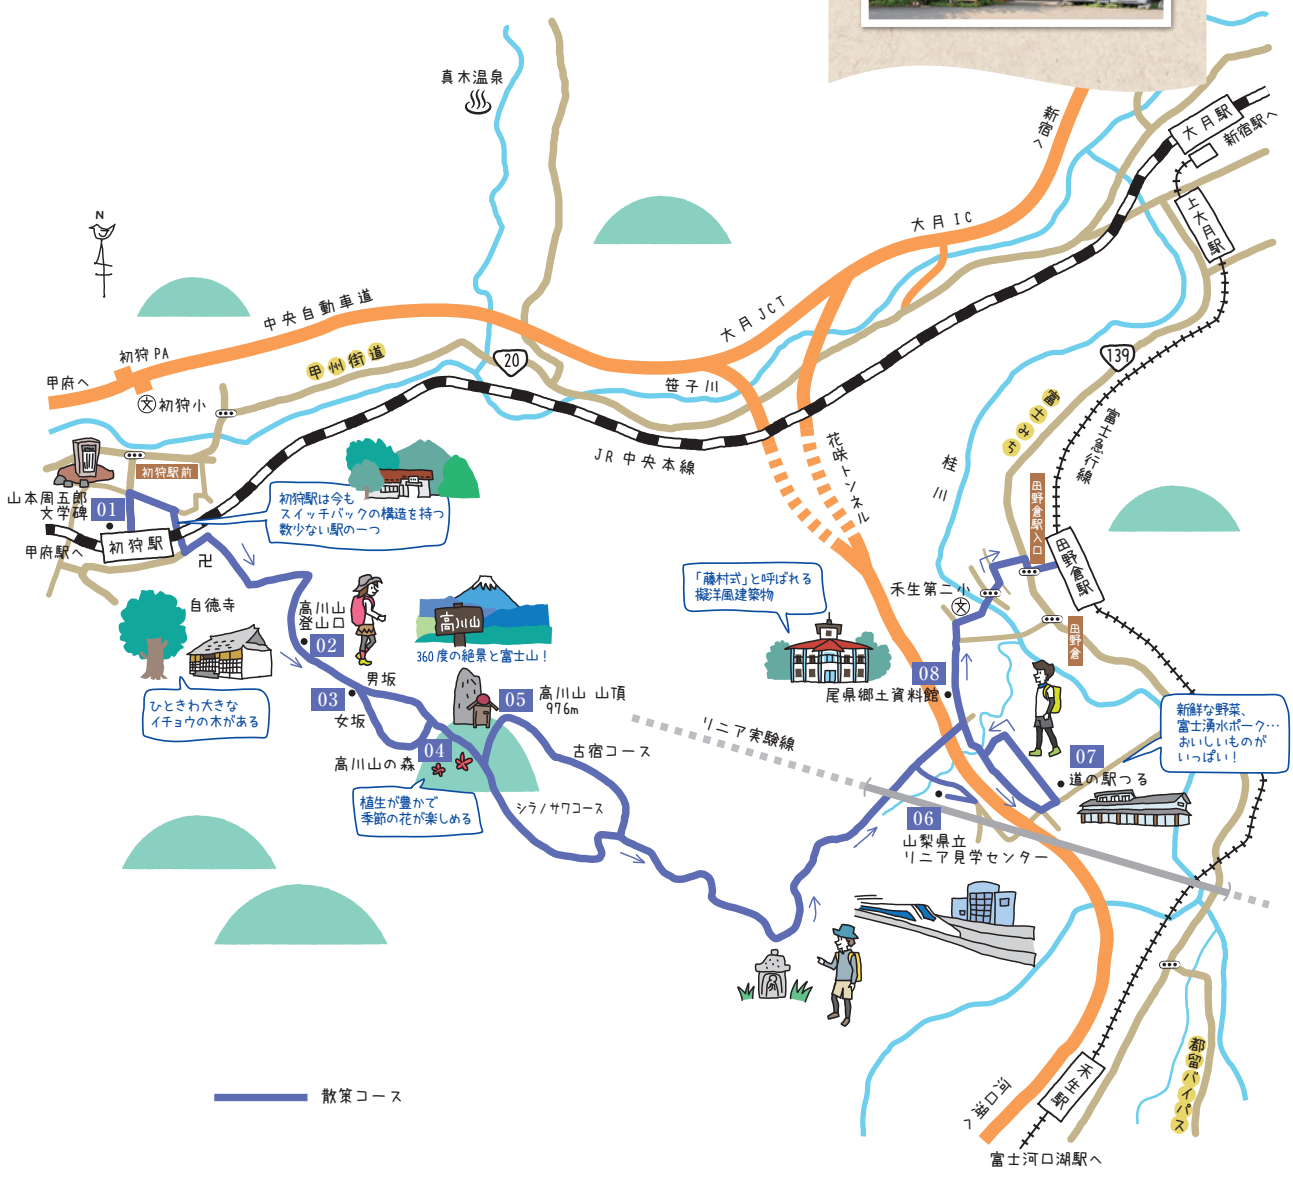 真木温泉
新宿へ
大月駅
新宿駅へ
上大月駅
大月IC
N
中央自動車道
大月JCT
初狩PA
甲州街道
20
139
甲府へ
文
初狩小
笹子川
富士みち
富士急行線
JR中央本線
花咲トンネル
桂川
初狩駅前
山本周五郎
文学碑
01
初狩駅は今も
スイッチバックの構造を持つ
数少ない駅の一つ
甲府駅へ
初狩駅
卍
田野倉駅入口
田野倉駅
「藤村式」と呼ばれる
擬洋風建築物
禾生第二小
文
自徳寺
高川山
登山口
02
高川山
360度の絶景と富士山!
田野倉
男坂
03
女坂
05
高川山 山頂
976m
08
尾県郷土資料館
ひときわ大きな
イチョウの木がある
04
高川山の森
古宿コース
リニア実験線
新鮮な野菜、
富士湧水ポーク…
おいしいものが
いっぱい!
07
道の駅つる
植生が豊かで
季節の花が楽しめる
シラノサワコース
06
山梨県立
リニア見学センター
都留バイパス
禾生駅
河口湖へ
散策コース
富士河口湖駅へ